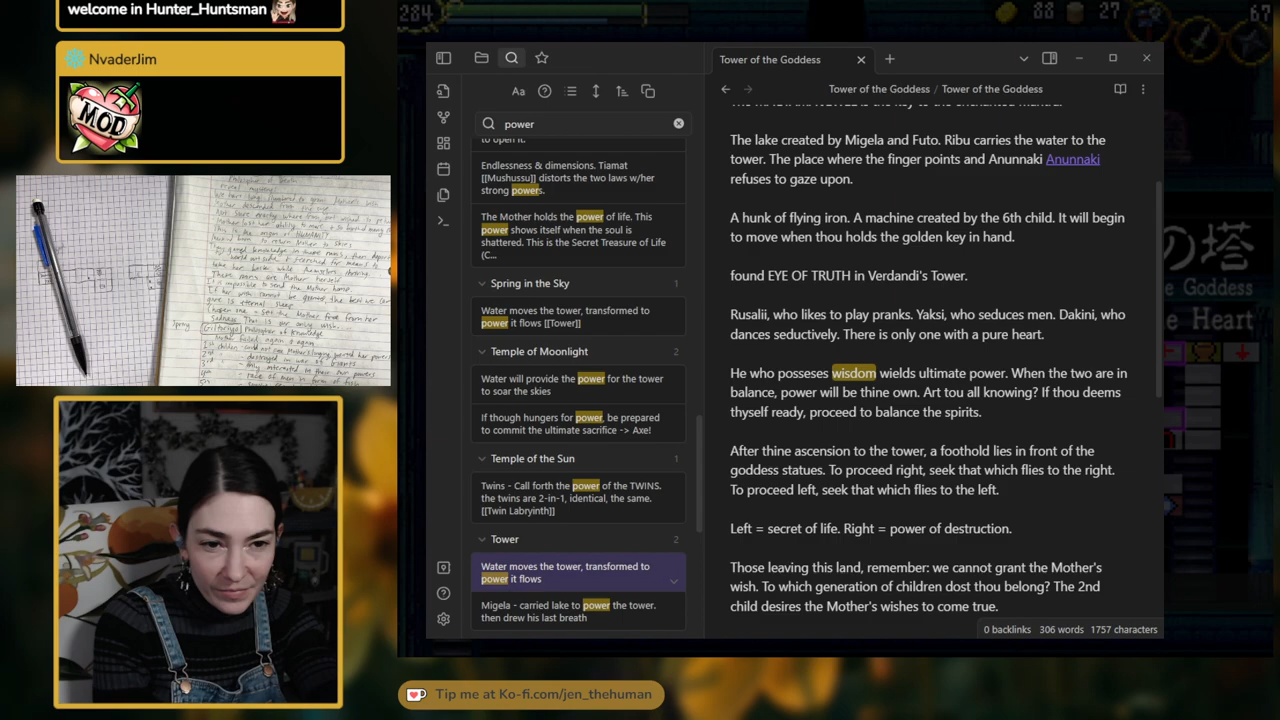 welcome in Hunter_Huntsman
NvaderJim
MOD
284
88
27
67
Tower of the Goddess
Aa
power
to open it.
Endlessness & dimensions. Tiamat
[[Mushussu]] distorts the two laws w/her
strong powers.
The Mother holds the power of life. This
power shows itself when the soul is
shattered. This is the Secret Treasure of Life
(C...
Spring in the Sky
1
Water moves the tower, transformed to
power it flows [[Tower]]
Temple of Moonlight
2
Water will provide the power for the tower
to soar the skies
If though hungers for power, be prepared
to commit the ultimate sacrifice -> Axe!
Temple of the Sun
1
Twins - Call forth the power of the TWINS.
the twins are 2-in-1, identical, the same.
[[Twin Labryinth]]
Tower
2
Water moves the tower, transformed to
power it flows
Migela - carried lake to power the tower.
then drew his last breath
Tower of the Goddess / Tower of the Goddess
The lake created by Migela and Futo. Ribu carries the water to the
tower. The place where the finger points and Anunnaki Anunnaki
refuses to gaze upon.
A hunk of flying iron. A machine created by the 6th child. It will begin
to move when thou holds the golden key in hand.
found EYE OF TRUTH in Verdandi's Tower.
Rusalii, who likes to play pranks. Yaksi, who seduces men. Dakini, who
dances seductively. There is only one with a pure heart.
He who posseses wisdom wields ultimate power. When the two are in
balance, power will be thine own. Art tou all knowing? If thou deems
thyself ready, proceed to balance the spirits.
After thine ascension to the tower, a foothold lies in front of the
goddess statues. To proceed right, seek that which flies to the right.
To proceed left, seek that which flies to the left.
Left = secret of life. Right = power of destruction.
Those leaving this land, remember: we cannot grant the Mother's
wish. To which generation of children dost thou belong? The 2nd
child desires the Mother's wishes to come true.
0 backlinks 306 words 1757 characters
の塔
Goddess
e Heart
Tip me at Ko-fi.com/jen_thehuman